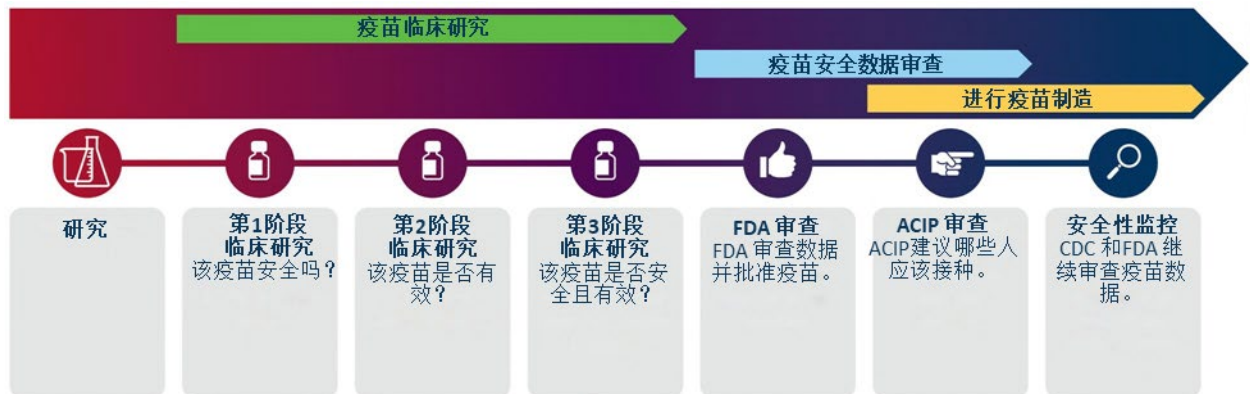 疫苗临床研究
疫苗安全数据审查
进行疫苗制造
研究
第1阶段
临床研究
该疫苗安全吗？
第2阶段
临床研究
该疫苗是否有
效？
第3阶段
临床研究
该疫苗是否安
全且有效？
FDA 审查
FDA 审查数据
并批准疫苗。
ACIP 审查
ACIP建议哪些人
应该接种。
安全性监控
CDC 和FDA 继
续审查疫苗数
据。